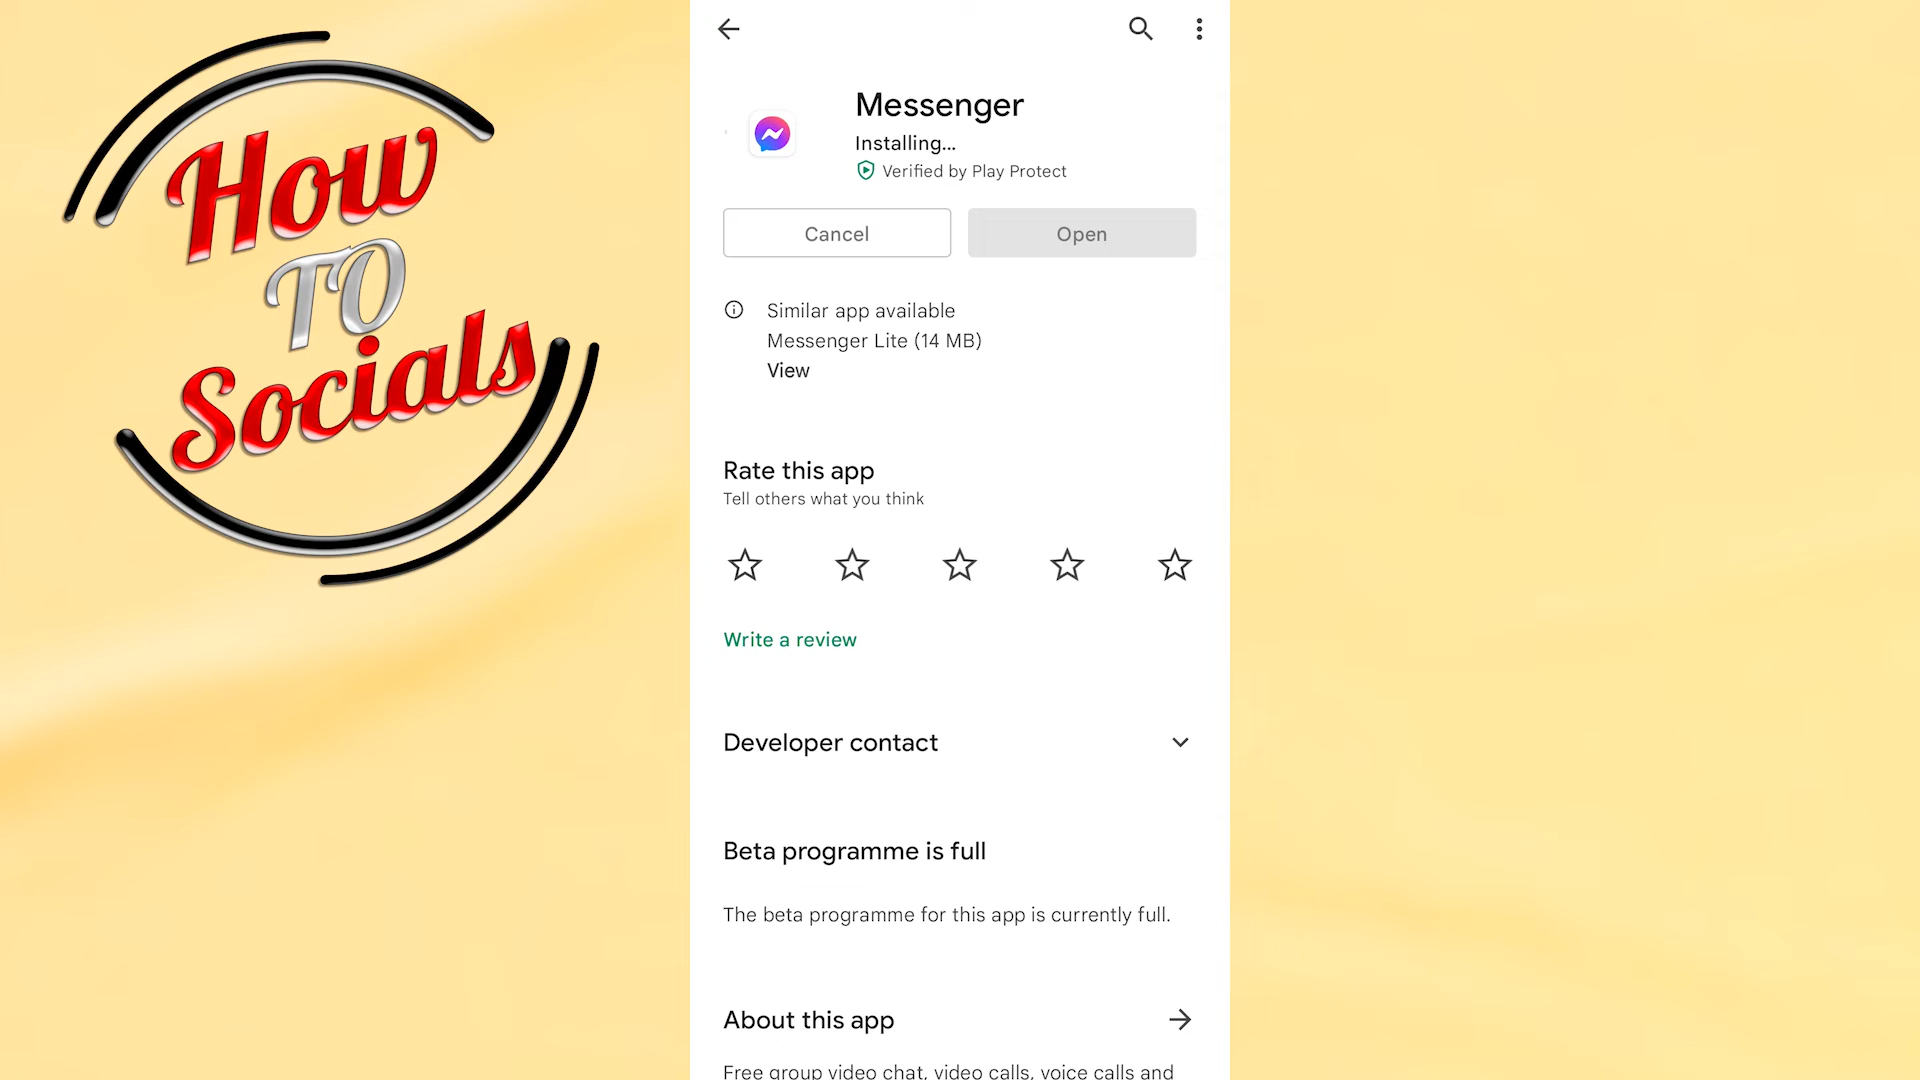 How
TO
Socials
Messenger
Installing...
Verified by Play Protect
Cancel
Open
Similar app available
Messenger Lite (14 MB)
View
Rate this app
Tell others what you think
Write a review
Developer contact
Beta programme is full
The beta programme for this app is currently full.
About this app
Free group video chat, video calls, voice calls and